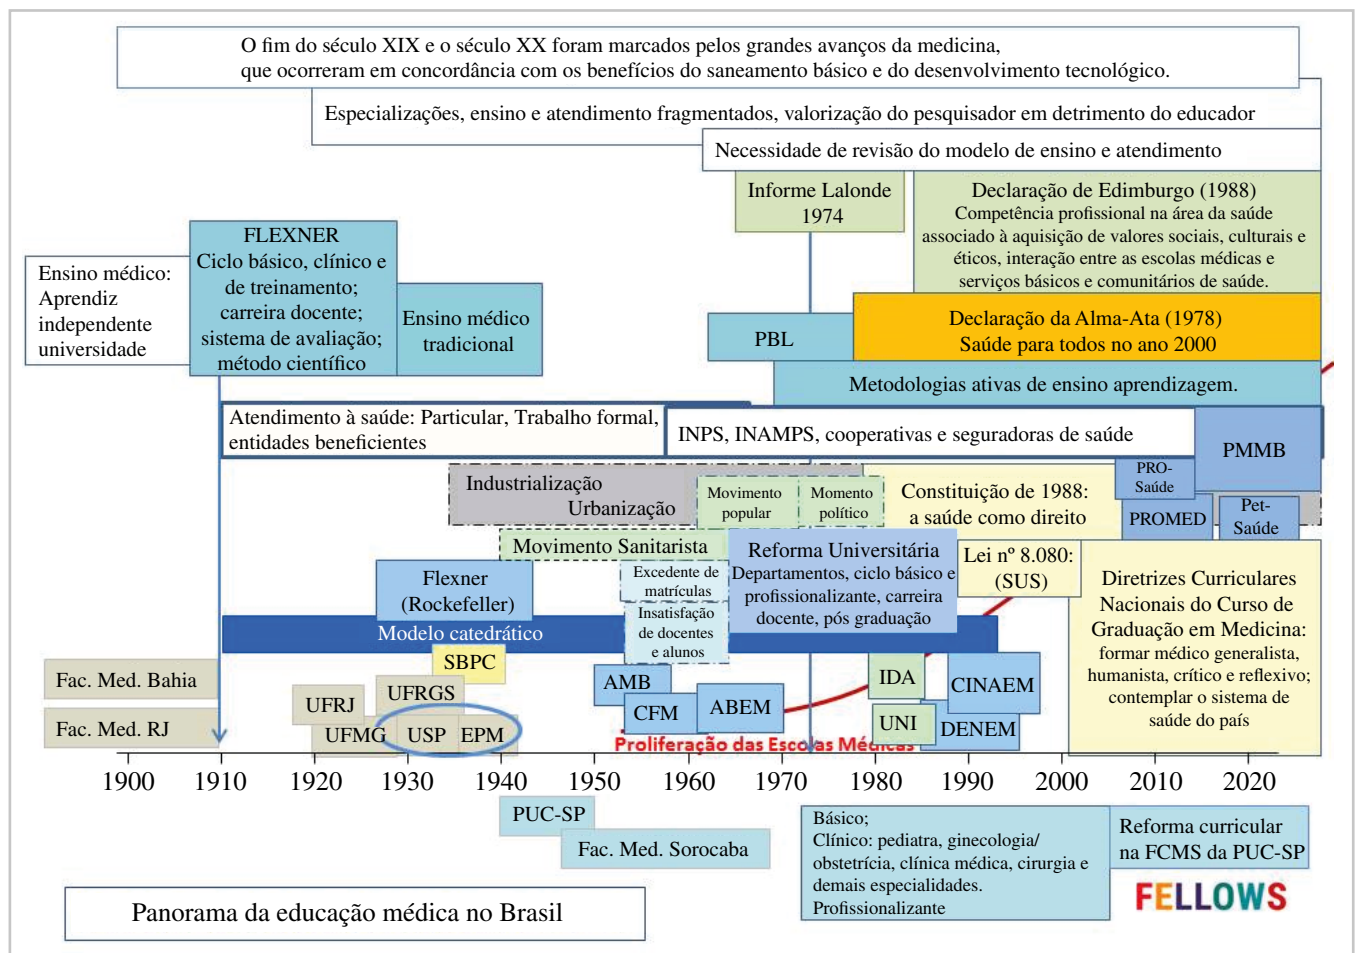 O fim do século XIX e o século XX foram marcados pelos grandes avanços da medicina,
que ocorreram em concordância com os benefícios do saneamento básico e do desenvolvimento tecnológico.
Especializações, ensino e atendimento fragmentados, valorização do pesquisador em detrimento do educador
Necessidade de revisão do modelo de ensino e atendimento
Informe Lalonde
1974
Declaração de Edimburgo (1988)
Competência profissional na área da saúde
associado à aquisição de valores sociais, culturais e
éticos, interação entre as escolas médicas e
serviços básicos e comunitários de saúde.
Ensino médico:
Aprendiz
independente
universidade
FLEXNER
Ciclo básico, clínico e
de treinamento;
carreira docente;
sistema de avaliação;
método científico
Ensino médico
tradicional
PBL
Declaração da Alma-Ata (1978)
Saúde para todos no ano 2000
Metodologias ativas de ensino aprendizagem.
Atendimento à saúde: Particular, Trabalho formal,
entidades beneficientes
INPS, INAMPS, cooperativas e seguradoras de saúde
PMMB
Industrialização
Urbanização
Movimento
popular
Momento
político
Constituição de 1988:
a saúde como direito
PRO-
Saúde
PROMED
Pet-
Saúde
Movimento Sanitarista
Reforma Universitária
Departamentos, ciclo básico e
profissionalizante, carreira
docente, pós graduação
Lei nº 8.080:
(SUS)
Flexner
(Rockefeller)
Excedente de
matrículas
Insatisfação
de docentes
e alunos
Modelo catedrático
Diretrizes Curriculares
Nacionais do Curso de
Graduação em Medicina:
formar médico generalista,
humanista, crítico e reflexivo;
contemplar o sistema de
saúde do país
SBPC
Fac. Med. Bahia
Fac. Med. RJ
UFRJ
UFRGS
UFMG
USP
EPM
AMB
CFM
ABEM
IDA
UNI
CINAEM
DENEM
Proliferação das Escolas Médicas
1900 1910 1920 1930 1940 1950 1960 1970 1980 1990 2000 2010 2020
PUC-SP
Fac. Med. Sorocaba
Básico;
Clínico: pediatra, ginecologia/
obstetrícia, clínica médica, cirurgia e
demais especialidades.
Profissionalizante
Reforma curricular
na FCMS da PUC-SP
FELLOWS
Panorama da educação médica no Brasil